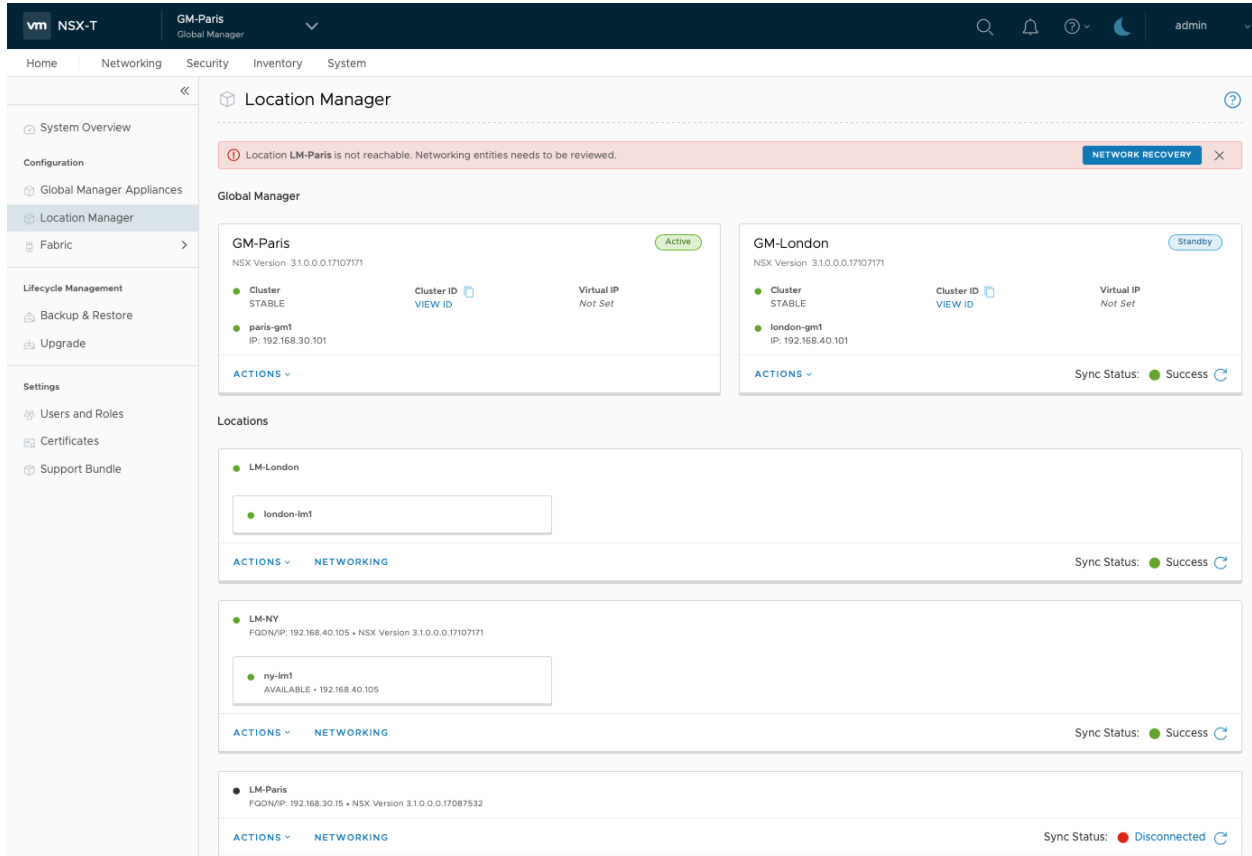 vm NSX-T
GM-Paris
Global Manager
admin
Home Networking Security Inventory System
Location Manager
System Overview
Configuration
Global Manager Appliances
Location Manager
Fabric
Lifecycle Management
Backup & Restore
Upgrade
Settings
Users and Roles
Certificates
Support Bundle
Location LM-Paris is not reachable. Networking entities needs to be reviewed.
NETWORK RECOVERY
Global Manager
GM-Paris
Active
NSX Version 3.1.0.0.0.17107171
Cluster
STABLE
Cluster ID
VIEW ID
Virtual IP
Not Set
paris-gm1
IP: 192.168.30.101
ACTIONS
GM-London
Standby
NSX Version 3.1.0.0.0.17107171
Cluster
STABLE
Cluster ID
VIEW ID
Virtual IP
Not Set
london-gm1
IP: 192.168.40.101
ACTIONS
Sync Status: Success
Locations
LM-London
london-lm1
ACTIONS NETWORKING
Sync Status: Success
LM-NY
FQDN/IP: 192.168.40.105 • NSX Version 3.1.0.0.0.17107171
ny-lm1
AVAILABLE • 192.168.40.105
ACTIONS NETWORKING
Sync Status: Success
LM-Paris
FQDN/IP: 192.168.30.15 • NSX Version 3.1.0.0.0.17087532
ACTIONS NETWORKING
Sync Status: Disconnected